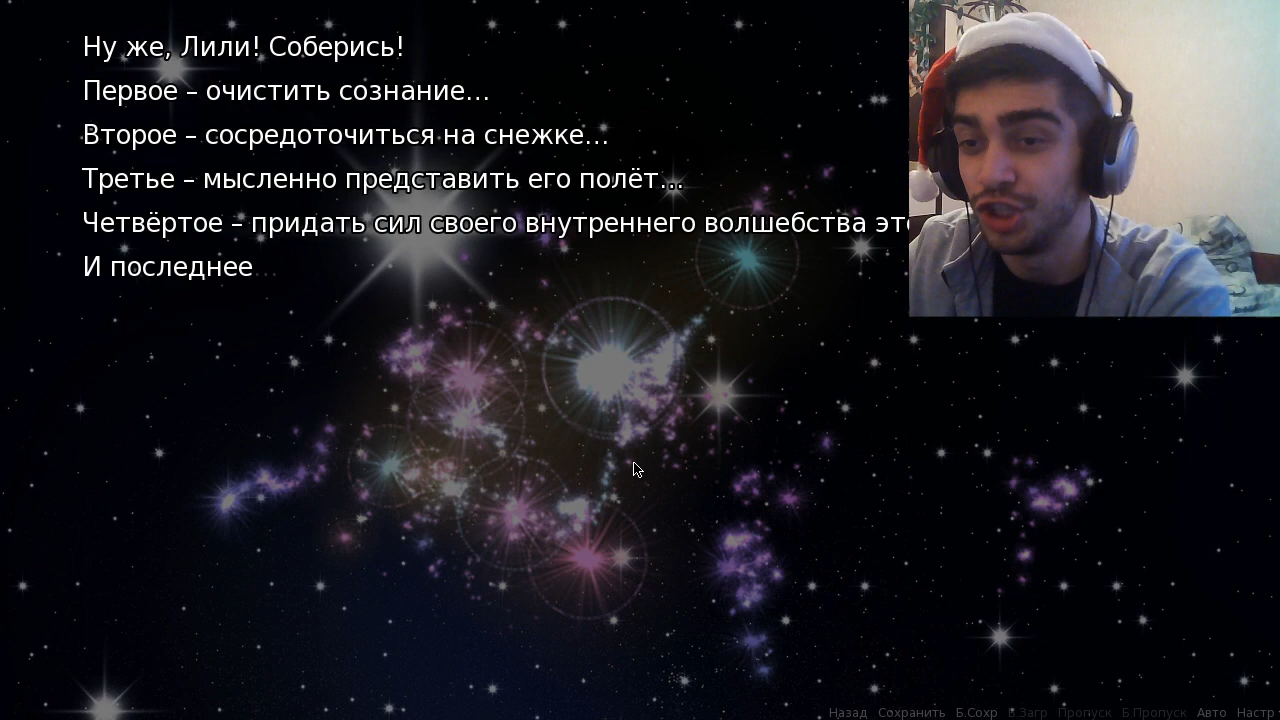 Ну же, Лили! Соберись!
Первое – очистить сознание...
Второе – сосредоточиться на снежке...
Третье – мысленно представить его полёт...
Четвёртое – придать сил своего внутреннего волшебства
И последнее...
Назад Сохранить Б.Сохр Б.Загр Пропуск Б.Пропуск Авто Настр